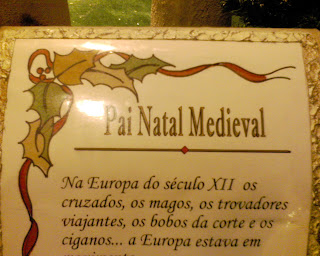 Pai Natal Medieval
Na Europa do século XII os
cruzados, os magos, os trovadores
viajantes, os bobos da corte e os
ciganos... a Europa estava em